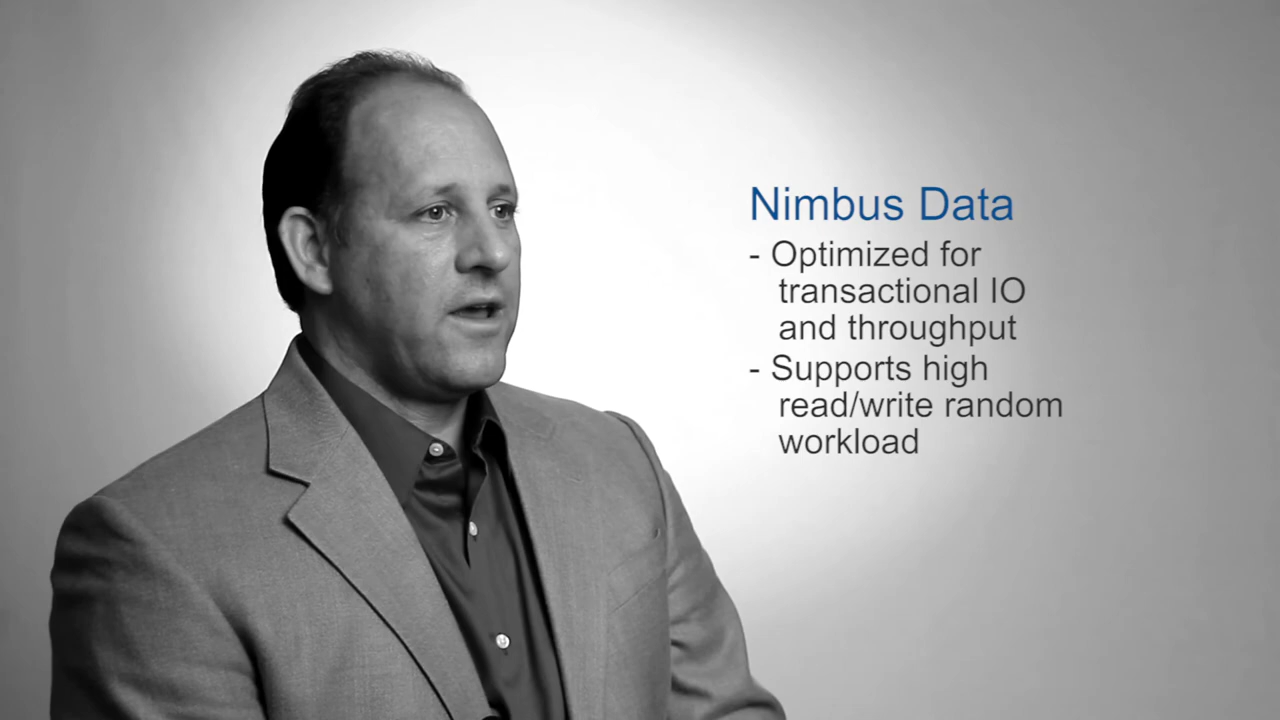 Nimbus Data
- Optimized for
transactional IO
and throughput
- Supports high
read/write random
workload